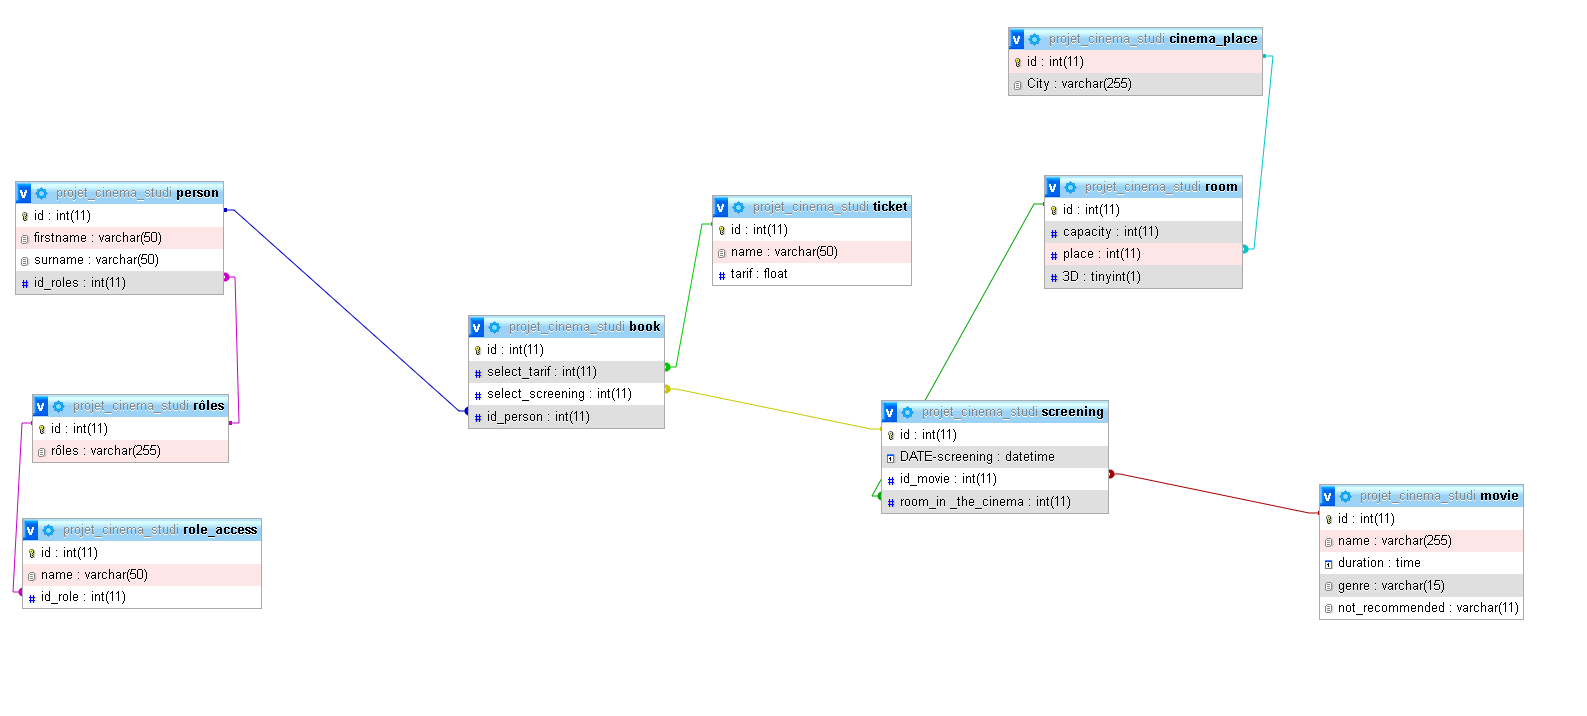 projet_cinema_studi cinema_place
id : int(11)
City : varchar(255)
projet_cinema_studi person
id : int(11)
firstname : varchar(50)
surname : varchar(50)
id_roles : int(11)
projet_cinema_studi ticket
id : int(11)
name : varchar(50)
tarif : float
projet_cinema_studi room
id : int(11)
capacity : int(11)
place : int(11)
3D : tinyint(1)
projet_cinema_studi book
id : int(11)
select_tarif : int(11)
select_screening : int(11)
id_person : int(11)
projet_cinema_studi rôles
id : int(11)
rôles : varchar(255)
projet_cinema_studi screening
id : int(11)
DATE-screening : datetime
id_movie : int(11)
room_in _the_cinema : int(11)
projet_cinema_studi role_access
id : int(11)
name : varchar(50)
id_role : int(11)
projet_cinema_studi movie
id : int(11)
name : varchar(255)
duration : time
genre : varchar(15)
not_recommended : varchar(11)